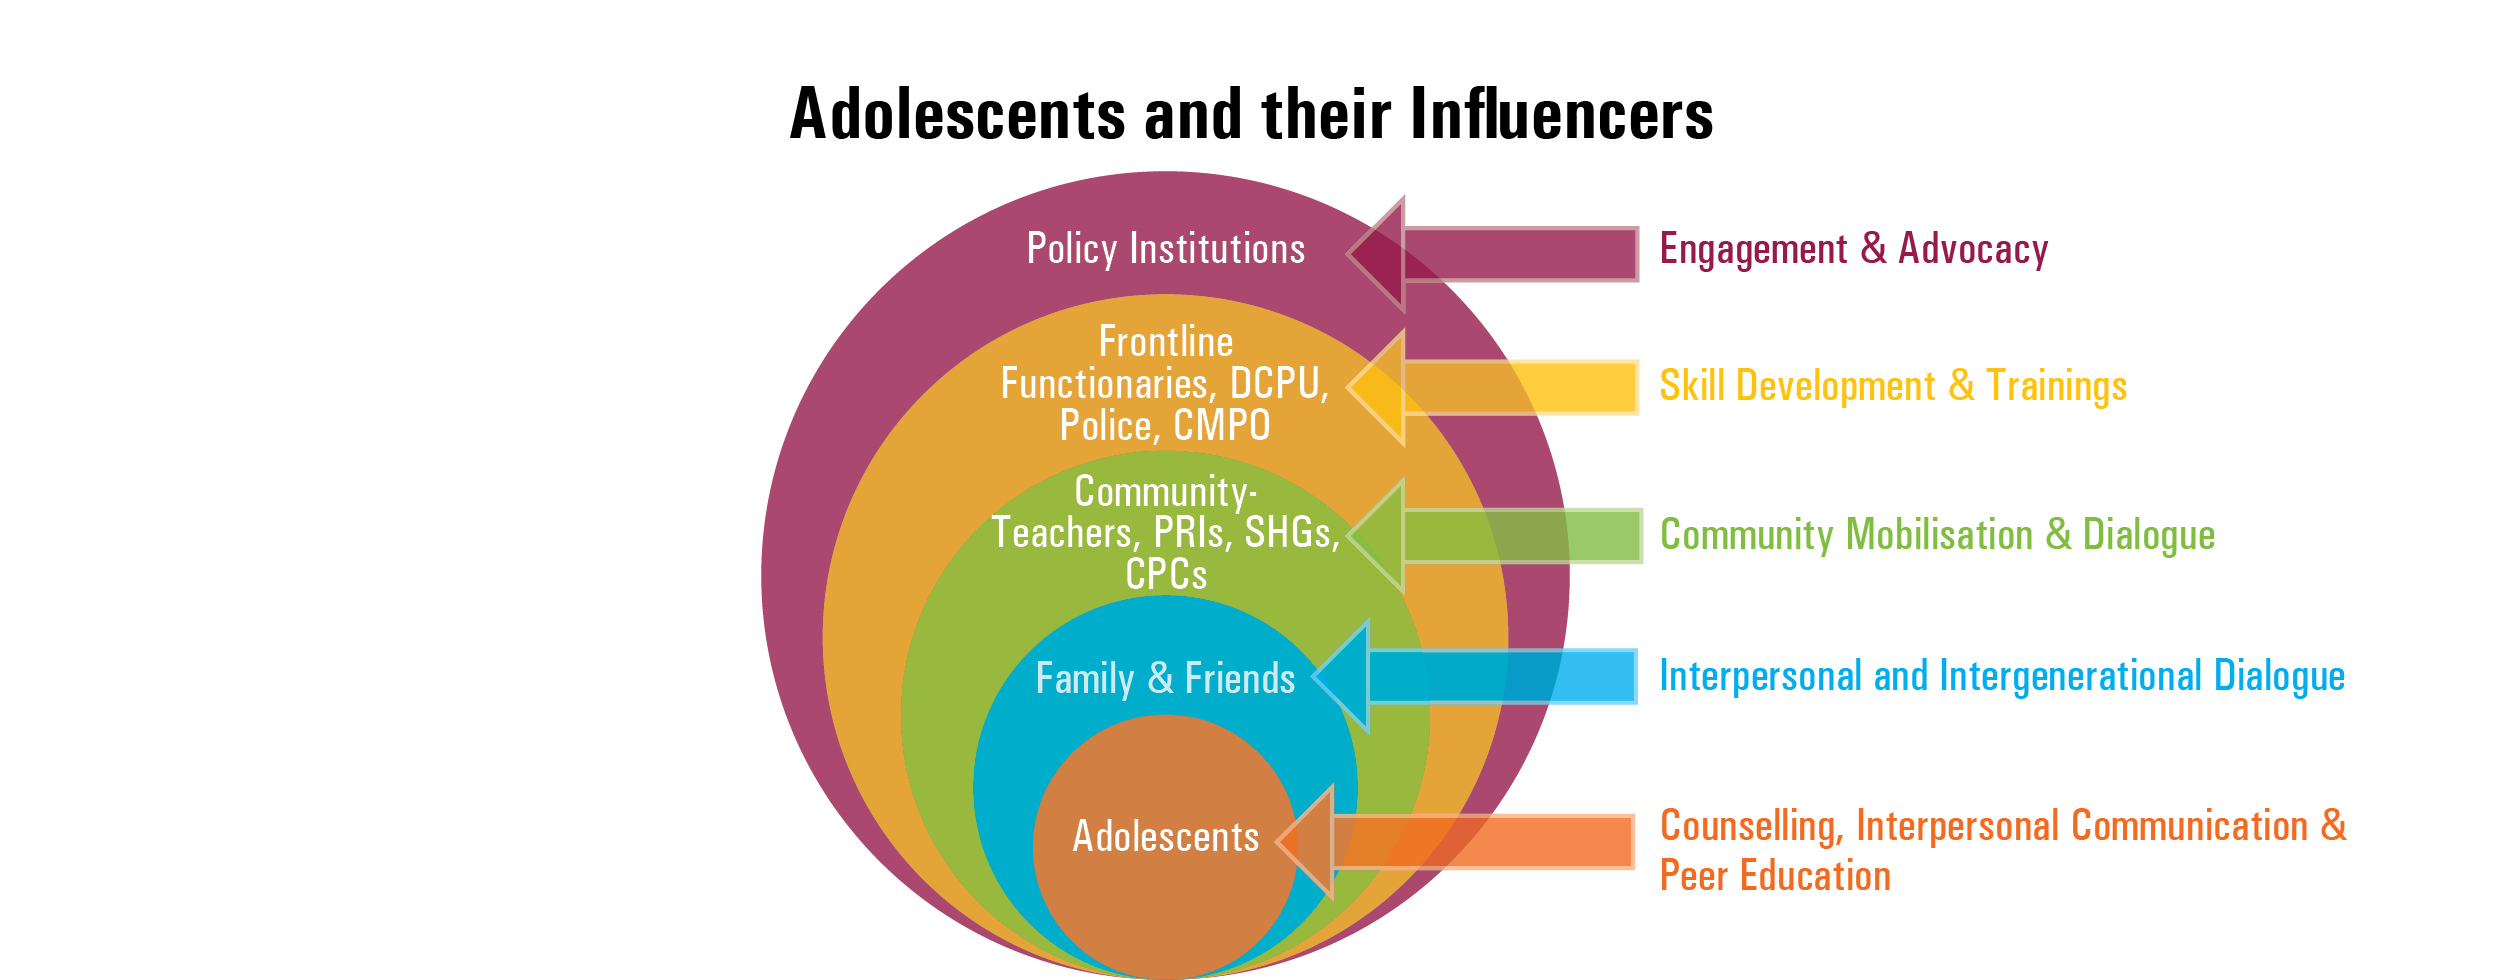 Adolescents and their Influencers
Policy Institutions
Engagement & Advocacy
Frontline
Functionaries, DCPU,
Police, CMPO
Skill Development & Trainings
Community-
Teachers, PRIs, SHGs,
CPCs
Community Mobilisation & Dialogue
Family & Friends
Interpersonal and Intergenerational Dialogue
Adolescents
Counselling, Interpersonal Communication &
Peer Education